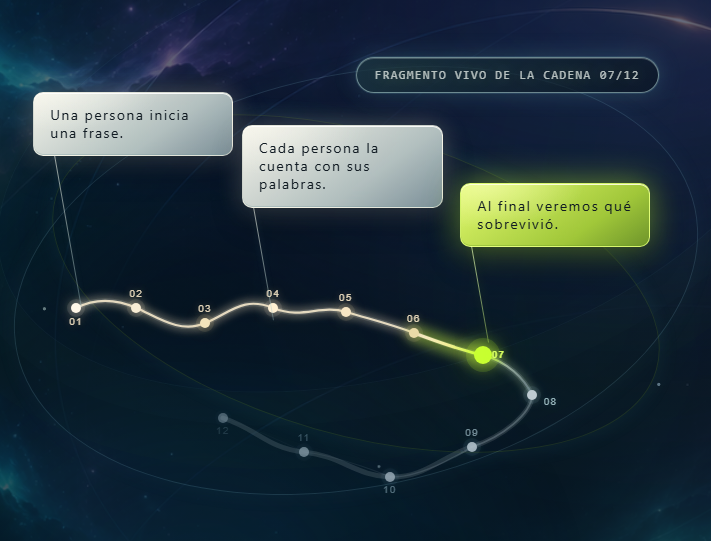 FRAGMENTO VIVO DE LA CADENA 07/12
Una persona inicia
una frase.
Cada persona la
cuenta con sus
palabras.
Al final veremos qué
sobrevivió.
01
02
03
04
05
06
07
08
09
10
11
12